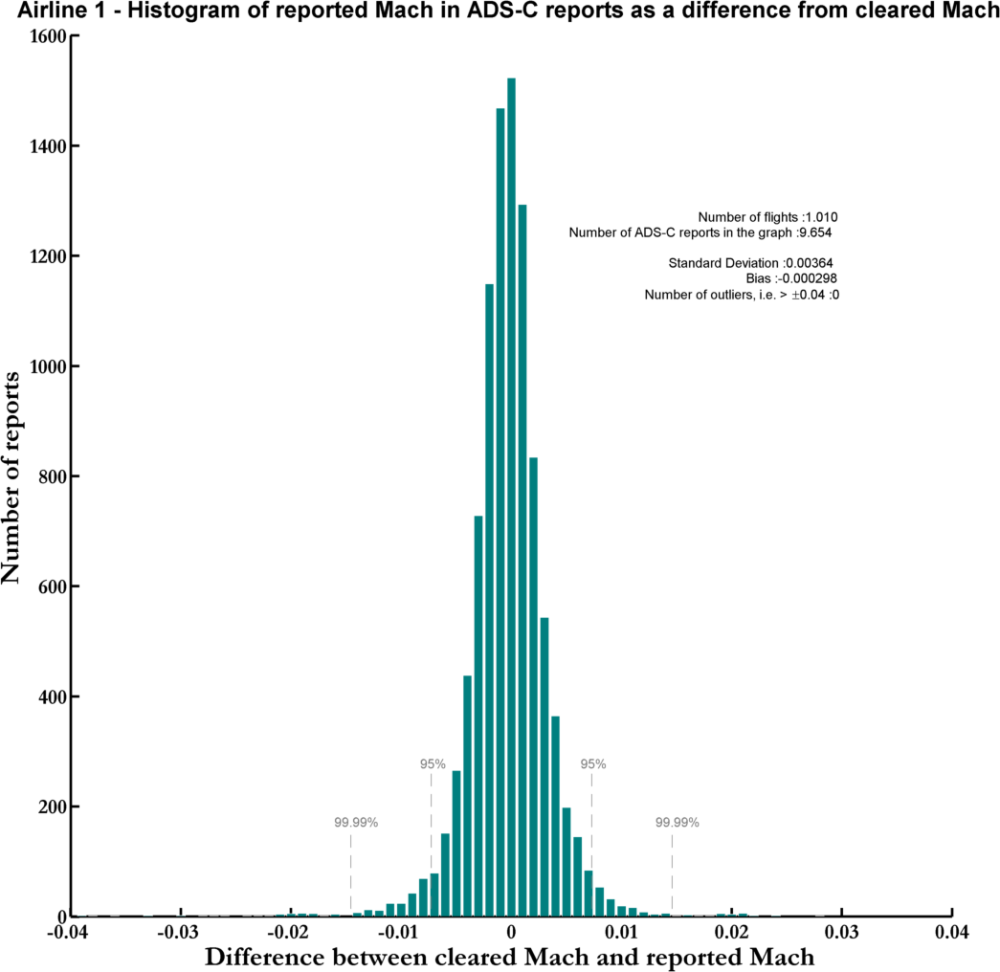 Airline 1 - Histogram of reported Mach in ADS-C reports as a difference from cleared Mach
1600
1400
1200
1000
800
600
400
200
0
Number of reports
Number of flights :1.010
Number of ADS-C reports in the graph :9.654
Standard Deviation :0.00364
Bias :-0.000298
Number of outliers, i.e. > ±0.04 :0
95% 95%
99.99% 99.99%
-0.04 -0.03 -0.02 -0.01 0 0.01 0.02 0.03 0.04
Difference between cleared Mach and reported Mach